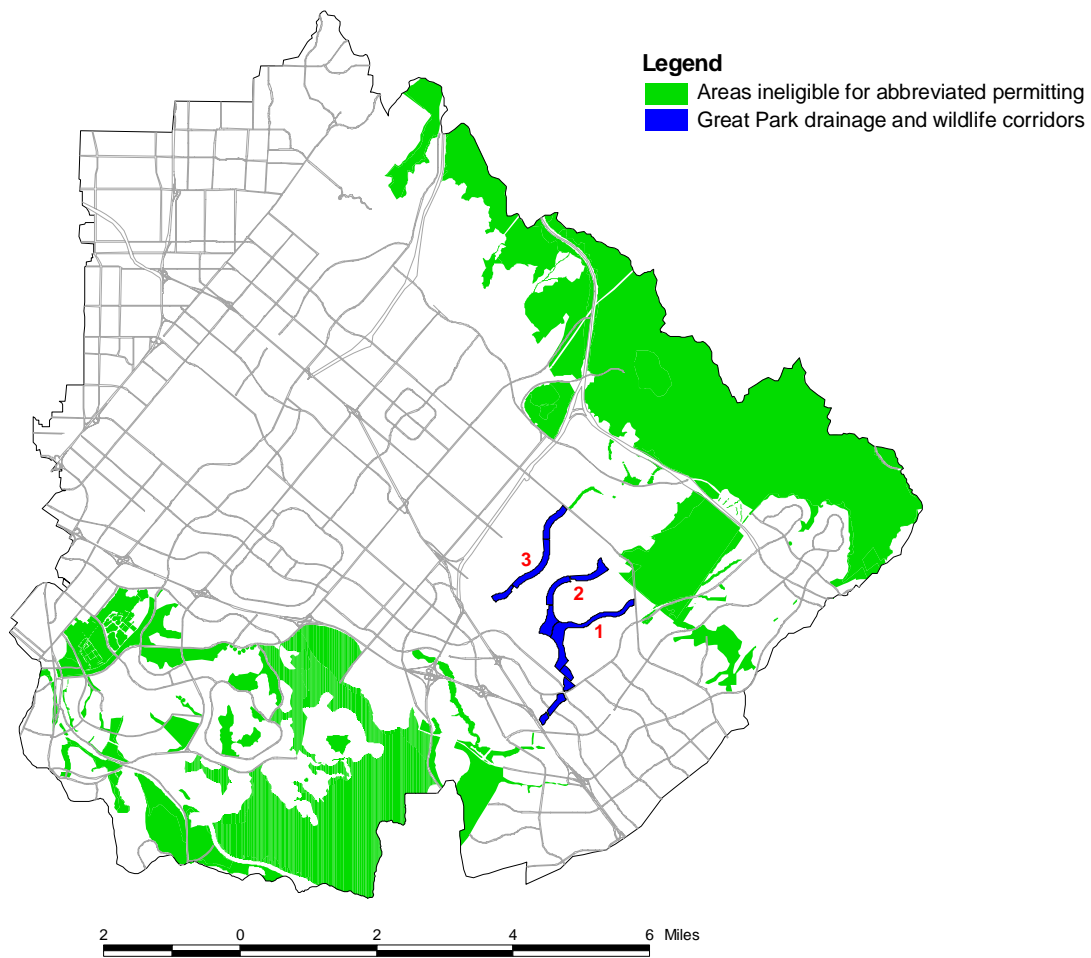 Legend
Areas ineligible for abbreviated permitting
Great Park drainage and wildlife corridors
3
2
1
2 0 2 4 6 Miles